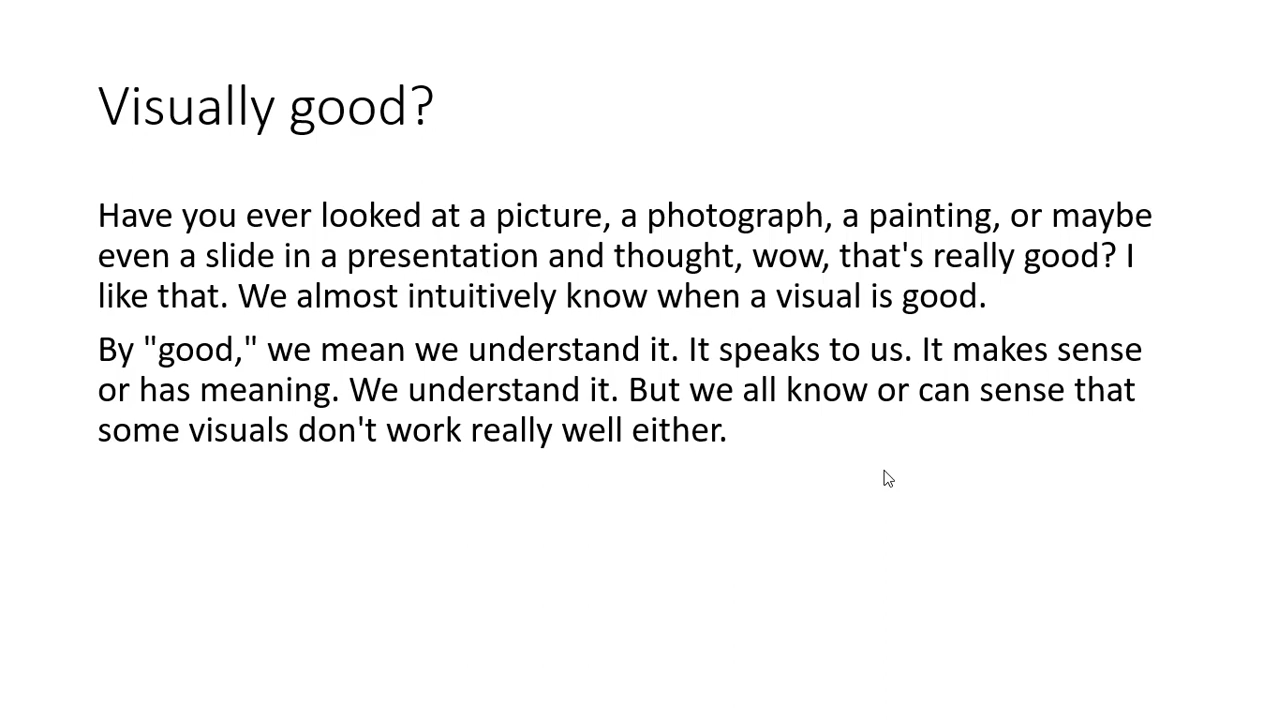 Visually good?
Have you ever looked at a picture, a photograph, a painting, or maybe
even a slide in a presentation and thought, wow, that's really good? I
like that. We almost intuitively know when a visual is good.
By "good," we mean we understand it. It speaks to us. It makes sense
or has meaning. We understand it. But we all know or can sense that
some visuals don't work really well either.